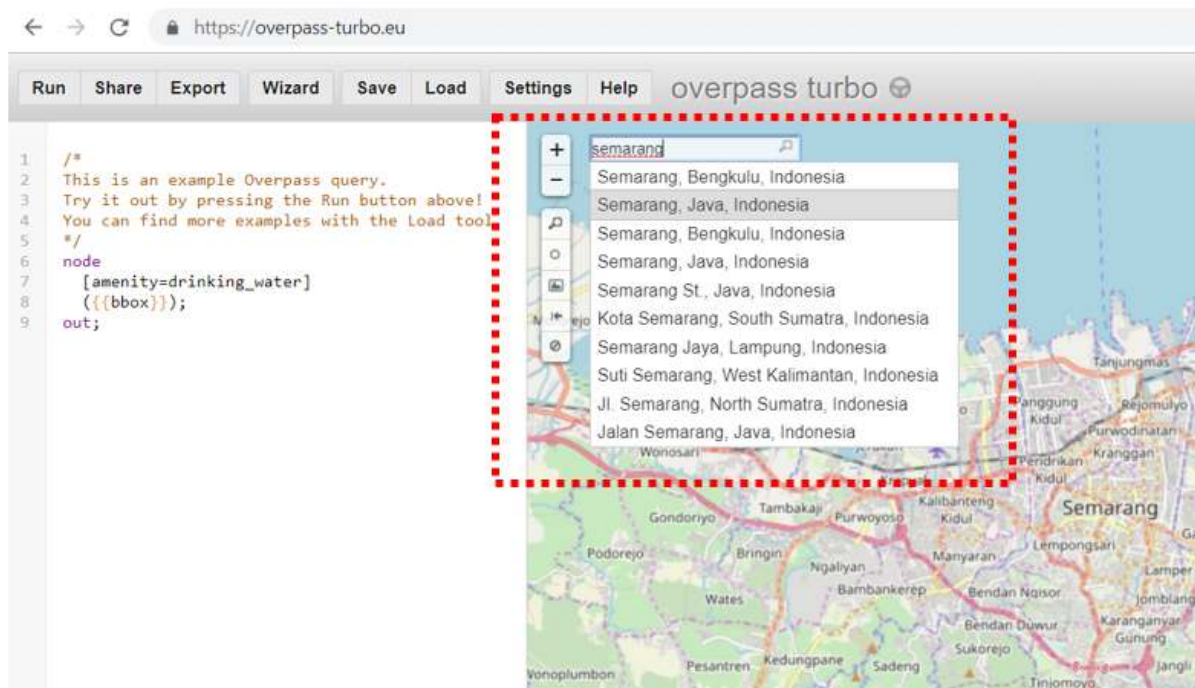 https://overpass-turbo.eu
Run Share Export Wizard Save Load Settings Help overpass turbo
1 /*
2 This is an example Overpass query.
3 Try it out by pressing the Run button above!
4 You can find more examples with the Load tool
5 */
6 node
7 [amenity=drinking_water]
8 ({{bbox}});
9 out;
+
−
semarang
Semarang, Bengkulu, Indonesia
Semarang, Java, Indonesia
Semarang, Bengkulu, Indonesia
Semarang, Java, Indonesia
Semarang St., Java, Indonesia
Kota Semarang, South Sumatra, Indonesia
Semarang Jaya, Lampung, Indonesia
Suti Semarang, West Kalimantan, Indonesia
Jl. Semarang, North Sumatra, Indonesia
Jalan Semarang, Java, Indonesia
Tanjungmas
Panggung
Kidul
Rejomulyo
Purwodinatan
Kranggan
Wonosari
Pendrikan
Kidul
Kalibanteng
Kidul
Semarang
Gondoriyo
Tambakaji
Purwoyoso
Podorejo
Bringin
Ngaliyan
Manyaran
Lempongsari
Lamper
Wates
Bambankerep
Bendan Ngisor
Jomblang
Bendan Duwur
Karanganyar
Gunung
Sukorejo
Pesantren
Kedungpane
Sadeng
Jangli
Wonoplumbon
Tinjomoyo